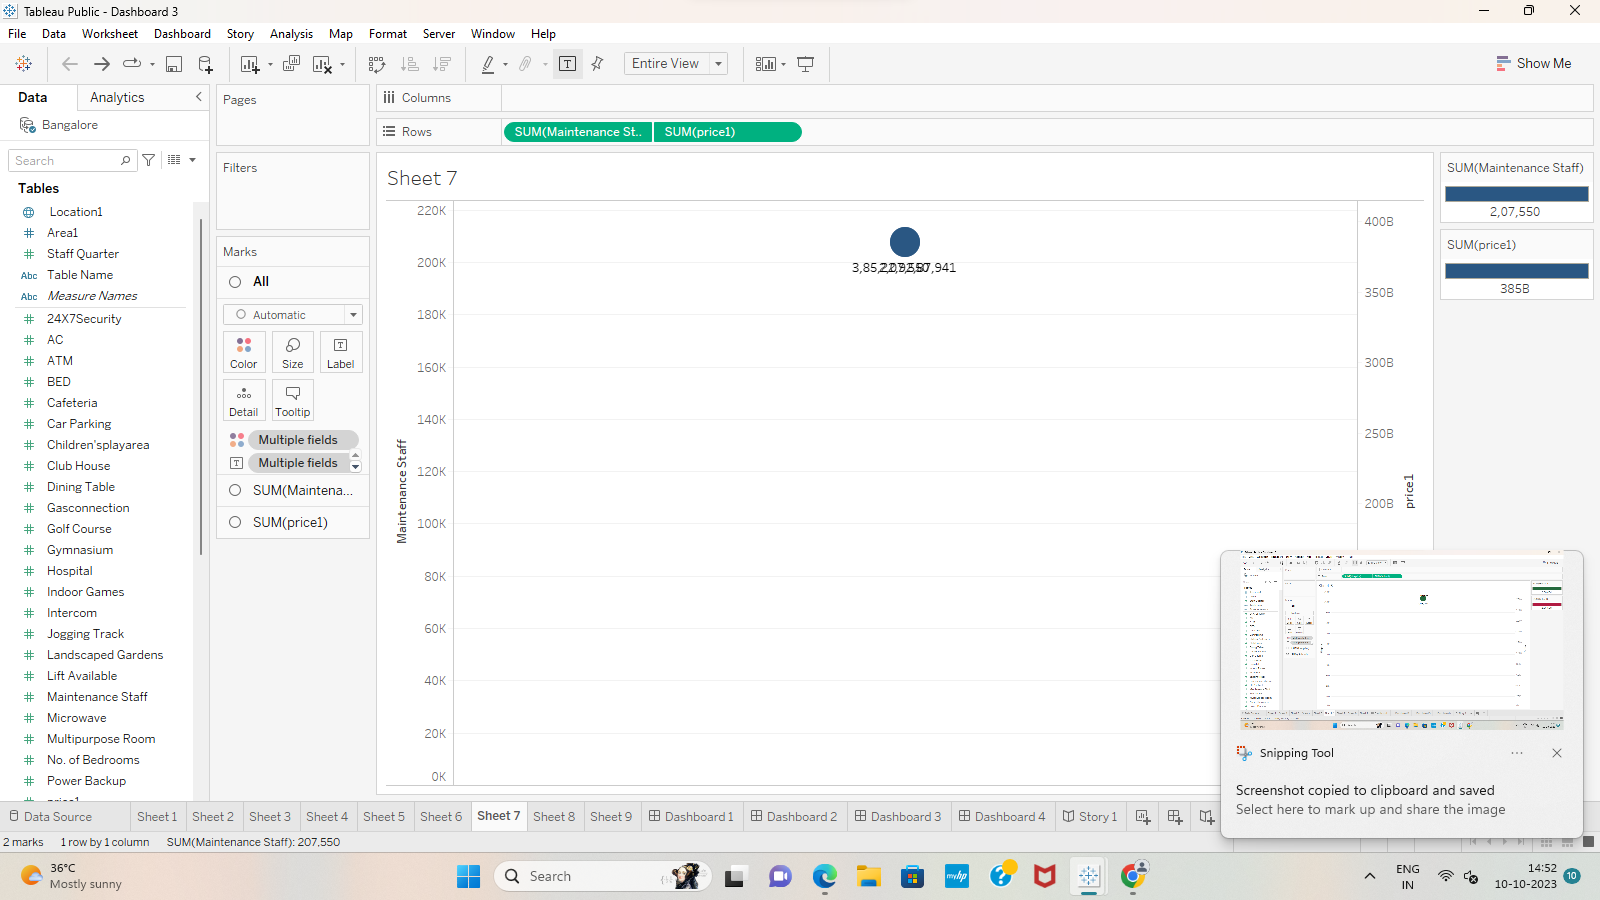 Tableau Public - Dashboard 3
File Data Worksheet Dashboard Story Analysis Map Format Server Window Help
Entire View
Show Me
Data Analytics
Bangalore
Search
Tables
Location1
Area1
Staff Quarter
Abc Table Name
Abc Measure Names
24X7Security
AC
ATM
BED
Cafeteria
Car Parking
Children'splayarea
Club House
Dining Table
Gasconnection
Golf Course
Gymnasium
Hospital
Indoor Games
Intercom
Jogging Track
Landscaped Gardens
Lift Available
Maintenance Staff
Microwave
Multipurpose Room
No. of Bedrooms
Power Backup
price1
Pages
Filters
Marks
All
Automatic
Color Size Label
Detail Tooltip
Multiple fields
Multiple fields
SUM(Maintena...
SUM(price1)
Columns
Rows SUM(Maintenance St.. SUM(price1)
Sheet 7
220K
200K
180K
160K
140K
120K
100K
80K
60K
40K
20K
0K
Maintenance Staff
400B
350B
300B
250B
200B
price1
SUM(Maintenance Staff)
2,07,550
SUM(price1)
385B
Snipping Tool
Screenshot copied to clipboard and saved
Select here to mark up and share the image
Data Source Sheet 1 Sheet 2 Sheet 3 Sheet 4 Sheet 5 Sheet 6 Sheet 7 Sheet 8 Sheet 9 Dashboard 1 Dashboard 2 Dashboard 3 Dashboard 4 Story 1
2 marks 1 row by 1 column SUM(Maintenance Staff): 207,550
36°C
Mostly sunny
Search
myhp
ENG
IN
14:52
10-10-2023
10